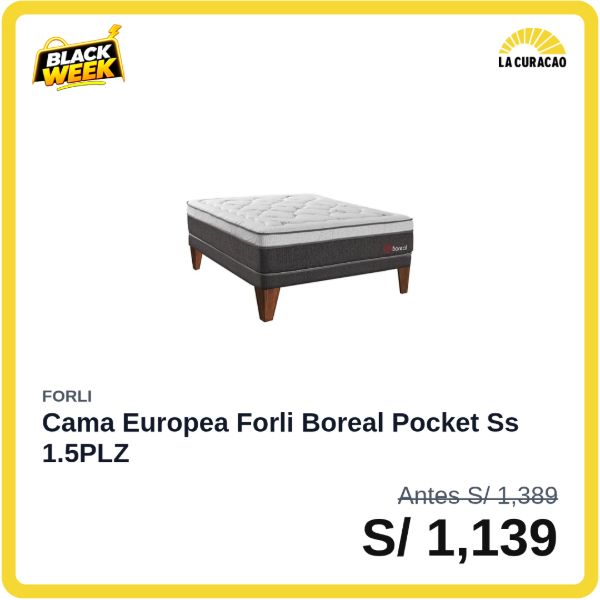 BLACK
WEEK
LA CURACAO
Boreal
FORLI
Cama Europea Forli Boreal Pocket Ss
1.5PLZ
Antes S/ 1,389
S/ 1,139